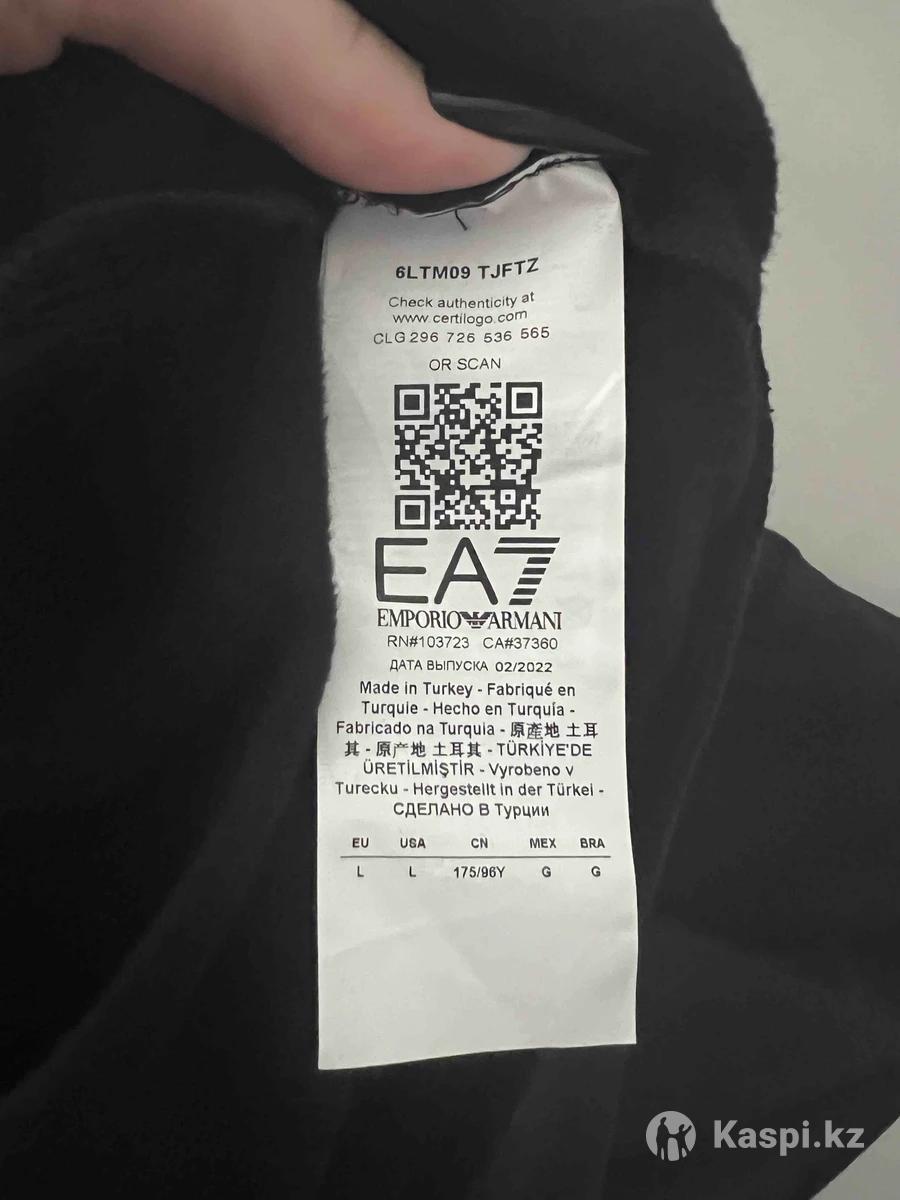 6LTM09 TJFTZ
Check authenticity at
www.certilogo.com
CLG 296 726 536 565
OR SCAN
EA7
EMPORIO ARMANI
RN#103723 CA#37360
ДАТА ВЫПУСКА 02/2022
Made in Turkey - Fabriqué en
Turquie - Hecho en Turquía -
Fabricado na Turquia - 原產地 土耳
其 - 原产地 土耳其 - TÜRKİYE'DE
ÜRETİLMİŞTİR - Vyrobeno v
Turecku - Hergestellt in der Türkei -
СДЕЛАНО В Турции
EU USA CN MEX BRA
L L 175/96Y G G
Kaspi.kz